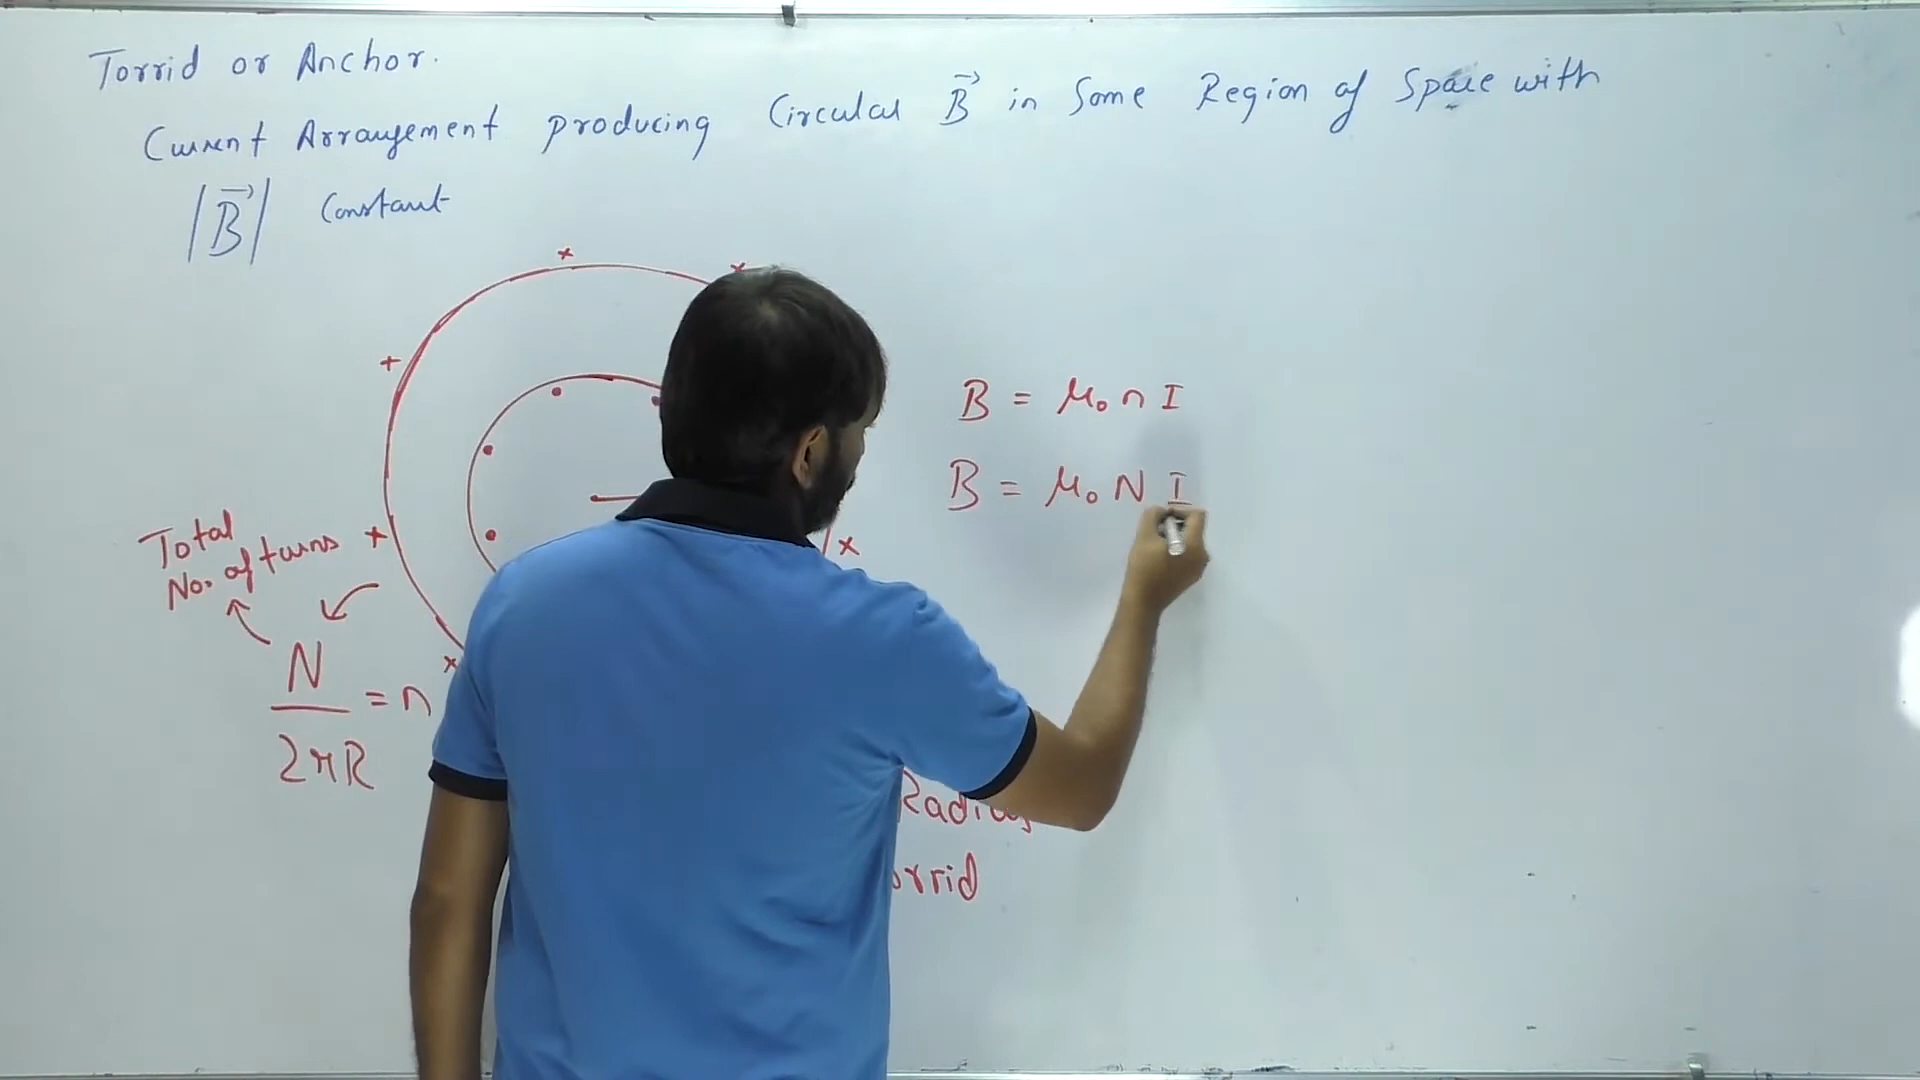 Torrid or Anchor.
Current Arrangement producing Circular B⃗ in Some Region of Space with
|B⃗| Constant
B = μ₀ n I
B = μ₀ N I
Total
No. of turns
N
= n
2πR
Radius